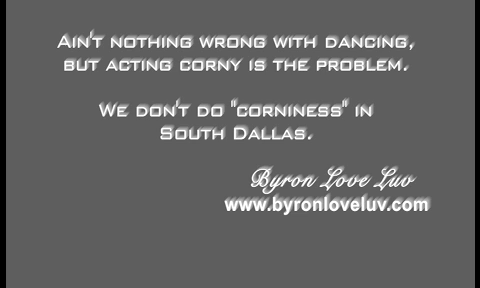 Ain't nothing wrong with dancing,
but acting corny is the problem.
We don't do "corniness" in
South Dallas.
Byron Love Luv
www.byronloveluv.com